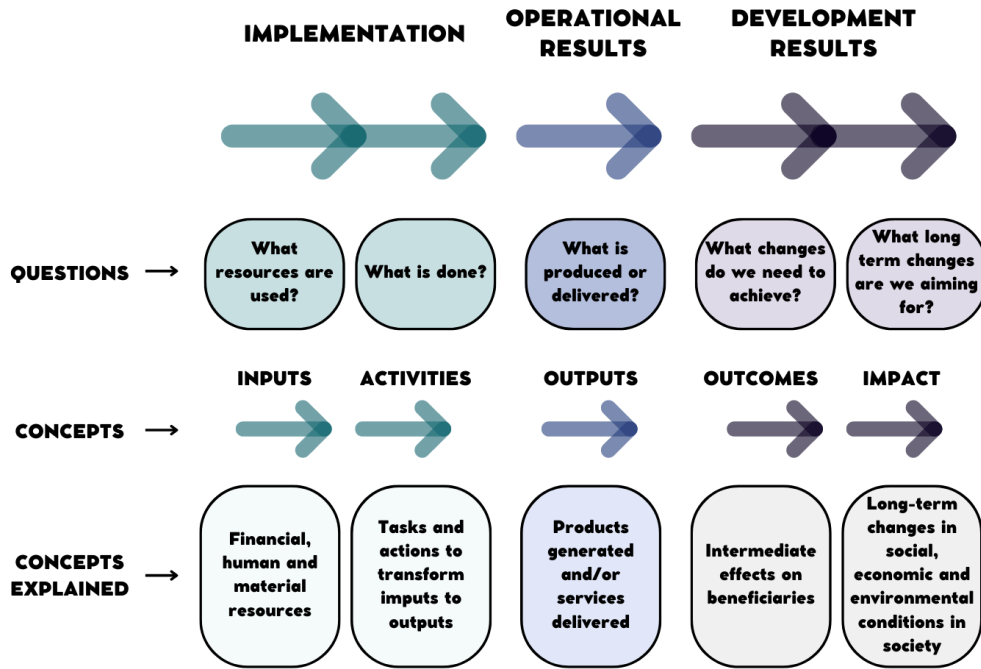 IMPLEMENTATION
OPERATIONAL
RESULTS
DEVELOPMENT
RESULTS
QUESTIONS →
What
resources are
used?
What is done?
What is
produced or
delivered?
What changes
do we need to
achieve?
What long
term changes
are we aiming
for?
CONCEPTS →
INPUTS
ACTIVITIES
OUTPUTS
OUTCOMES
IMPACT
CONCEPTS
EXPLAINED →
Financial,
human and
material
resources
Tasks and
actions to
transform
imputs to
outputs
Products
generated
and/or
services
delivered
Intermediate
effects on
beneficiaries
Long-term
changes in
social,
economic and
environmental
conditions in
society